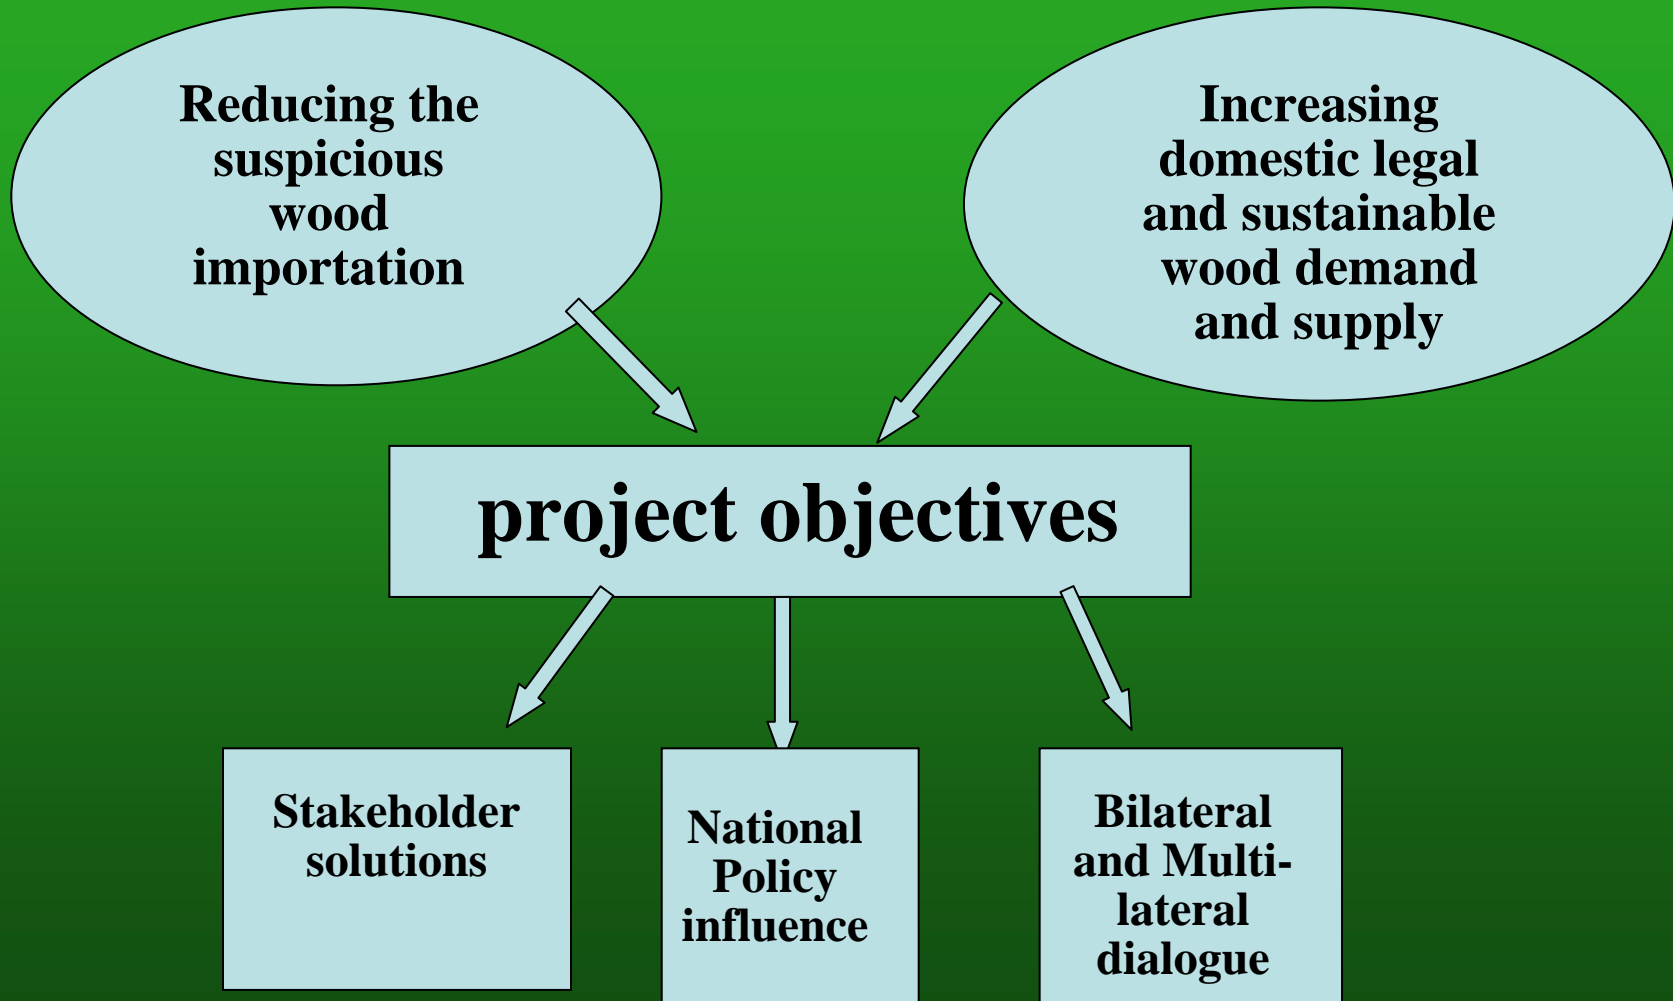 Reducing the
suspicious
wood
importation
Increasing
domestic legal
and sustainable
wood demand
and supply
project objectives
Stakeholder
solutions
National
Policy
influence
Bilateral
and Multi-
lateral
dialogue